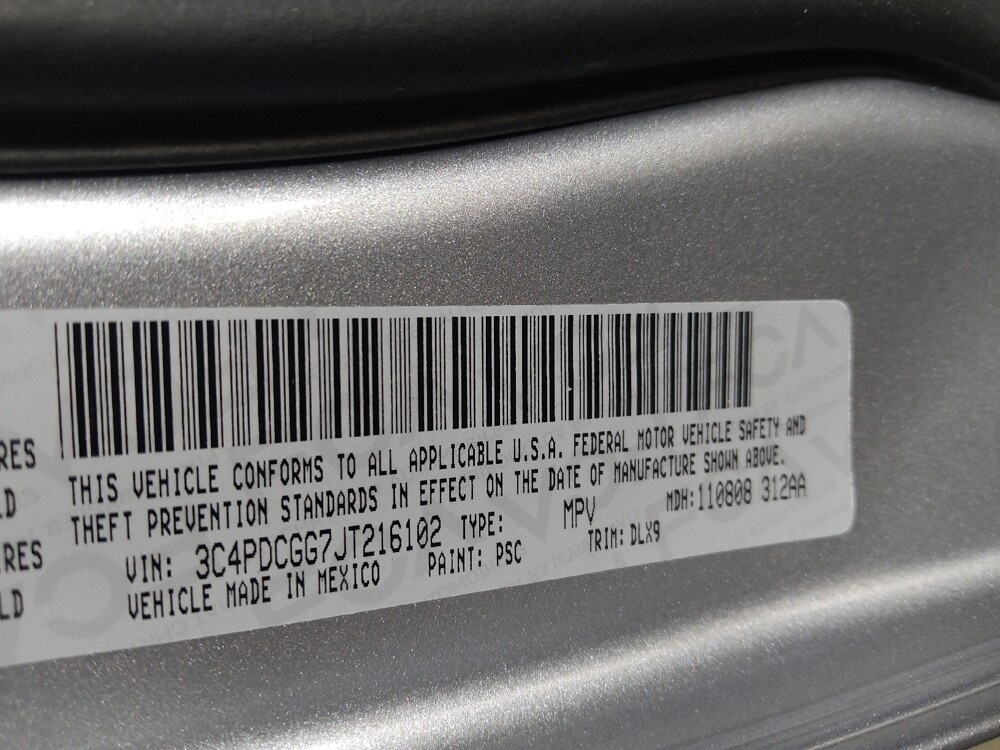 RES
LD
RES
LD
THIS VEHICLE CONFORMS TO ALL APPLICABLE U.S.A. FEDERAL MOTOR VEHICLE SAFETY AND
THEFT PREVENTION STANDARDS IN EFFECT ON THE DATE OF MANUFACTURE SHOWN ABOVE.
VIN: 3C4PDCGG7JT216102 TYPE: MPV MDH:110808 312AA
VEHICLE MADE IN MEXICO PAINT: PSC TRIM: DLX9